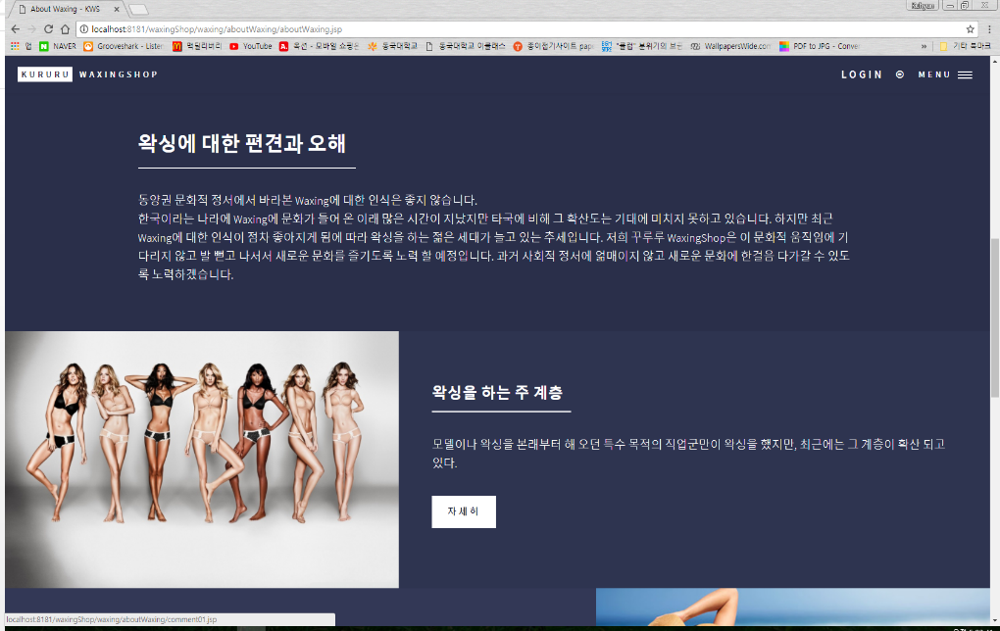 About Waxing - KWS
localhost:8181/waxingShop/waxing/aboutWaxing/aboutWaxing.jsp
앱 NAVER Grooveshark - Listen 맥딜리버리 YouTube 옥션 - 모바일 쇼핑은 동국대학교 동국대학교 이클래스 종이접기사이트 pape "클럽" 분위기의 브 WallpapersWide.com PDF to JPG - Conver » 기타 북마크
KURURU WAXINGSHOP LOGIN MENU
왁싱에 대한 편견과 오해
동양권 문화적 정서에서 바라본 Waxing에 대한 인식은 좋지 않습니다.
한국이라는 나라에 Waxing에 문화가 들어 온 이래 많은 시간이 지났지만 타국에 비해 그 확산도는 기대에 미치지 못하고 있습니다. 하지만 최근
Waxing에 대한 인식이 점차 좋아지게 됨에 따라 왁싱을 하는 젊은 세대가 늘고 있는 추세입니다. 저희 꾸루루 WaxingShop은 이 문화적 움직임에 기
다리지 않고 발 뻗고 나서서 새로운 문화를 즐기도록 노력 할 예정입니다. 과거 사회적 정서에 얽매이지 않고 새로운 문화에 한걸음 다가갈 수 있도
록 노력하겠습니다.
왁싱을 하는 주 계층
모델이나 왁싱을 본래부터 해 오던 특수 목적의 직업군만이 왁싱을 했지만, 최근에는 그 계층이 확산 되고
있다.
자세히
localhost:8181/waxingShop/waxing/aboutWaxing/comment01.jsp